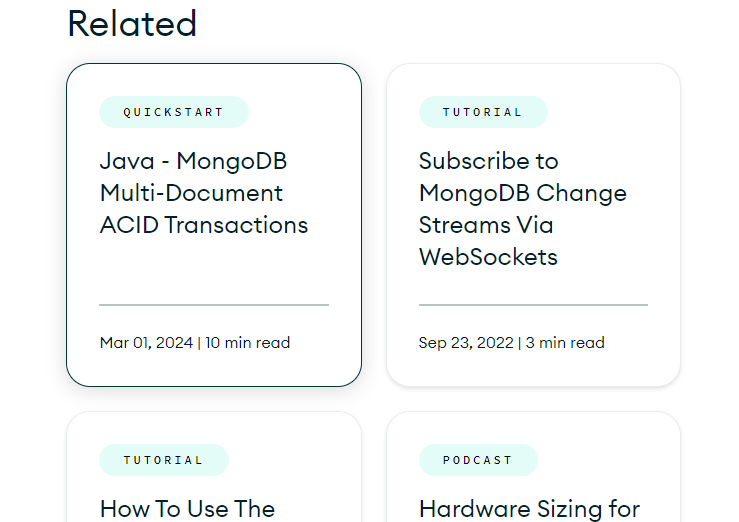 Related
QUICKSTART
Java - MongoDB
Multi-Document
ACID Transactions
Mar 01, 2024 | 10 min read
TUTORIAL
Subscribe to
MongoDB Change
Streams Via
WebSockets
Sep 23, 2022 | 3 min read
TUTORIAL
How To Use The
PODCAST
Hardware Sizing for